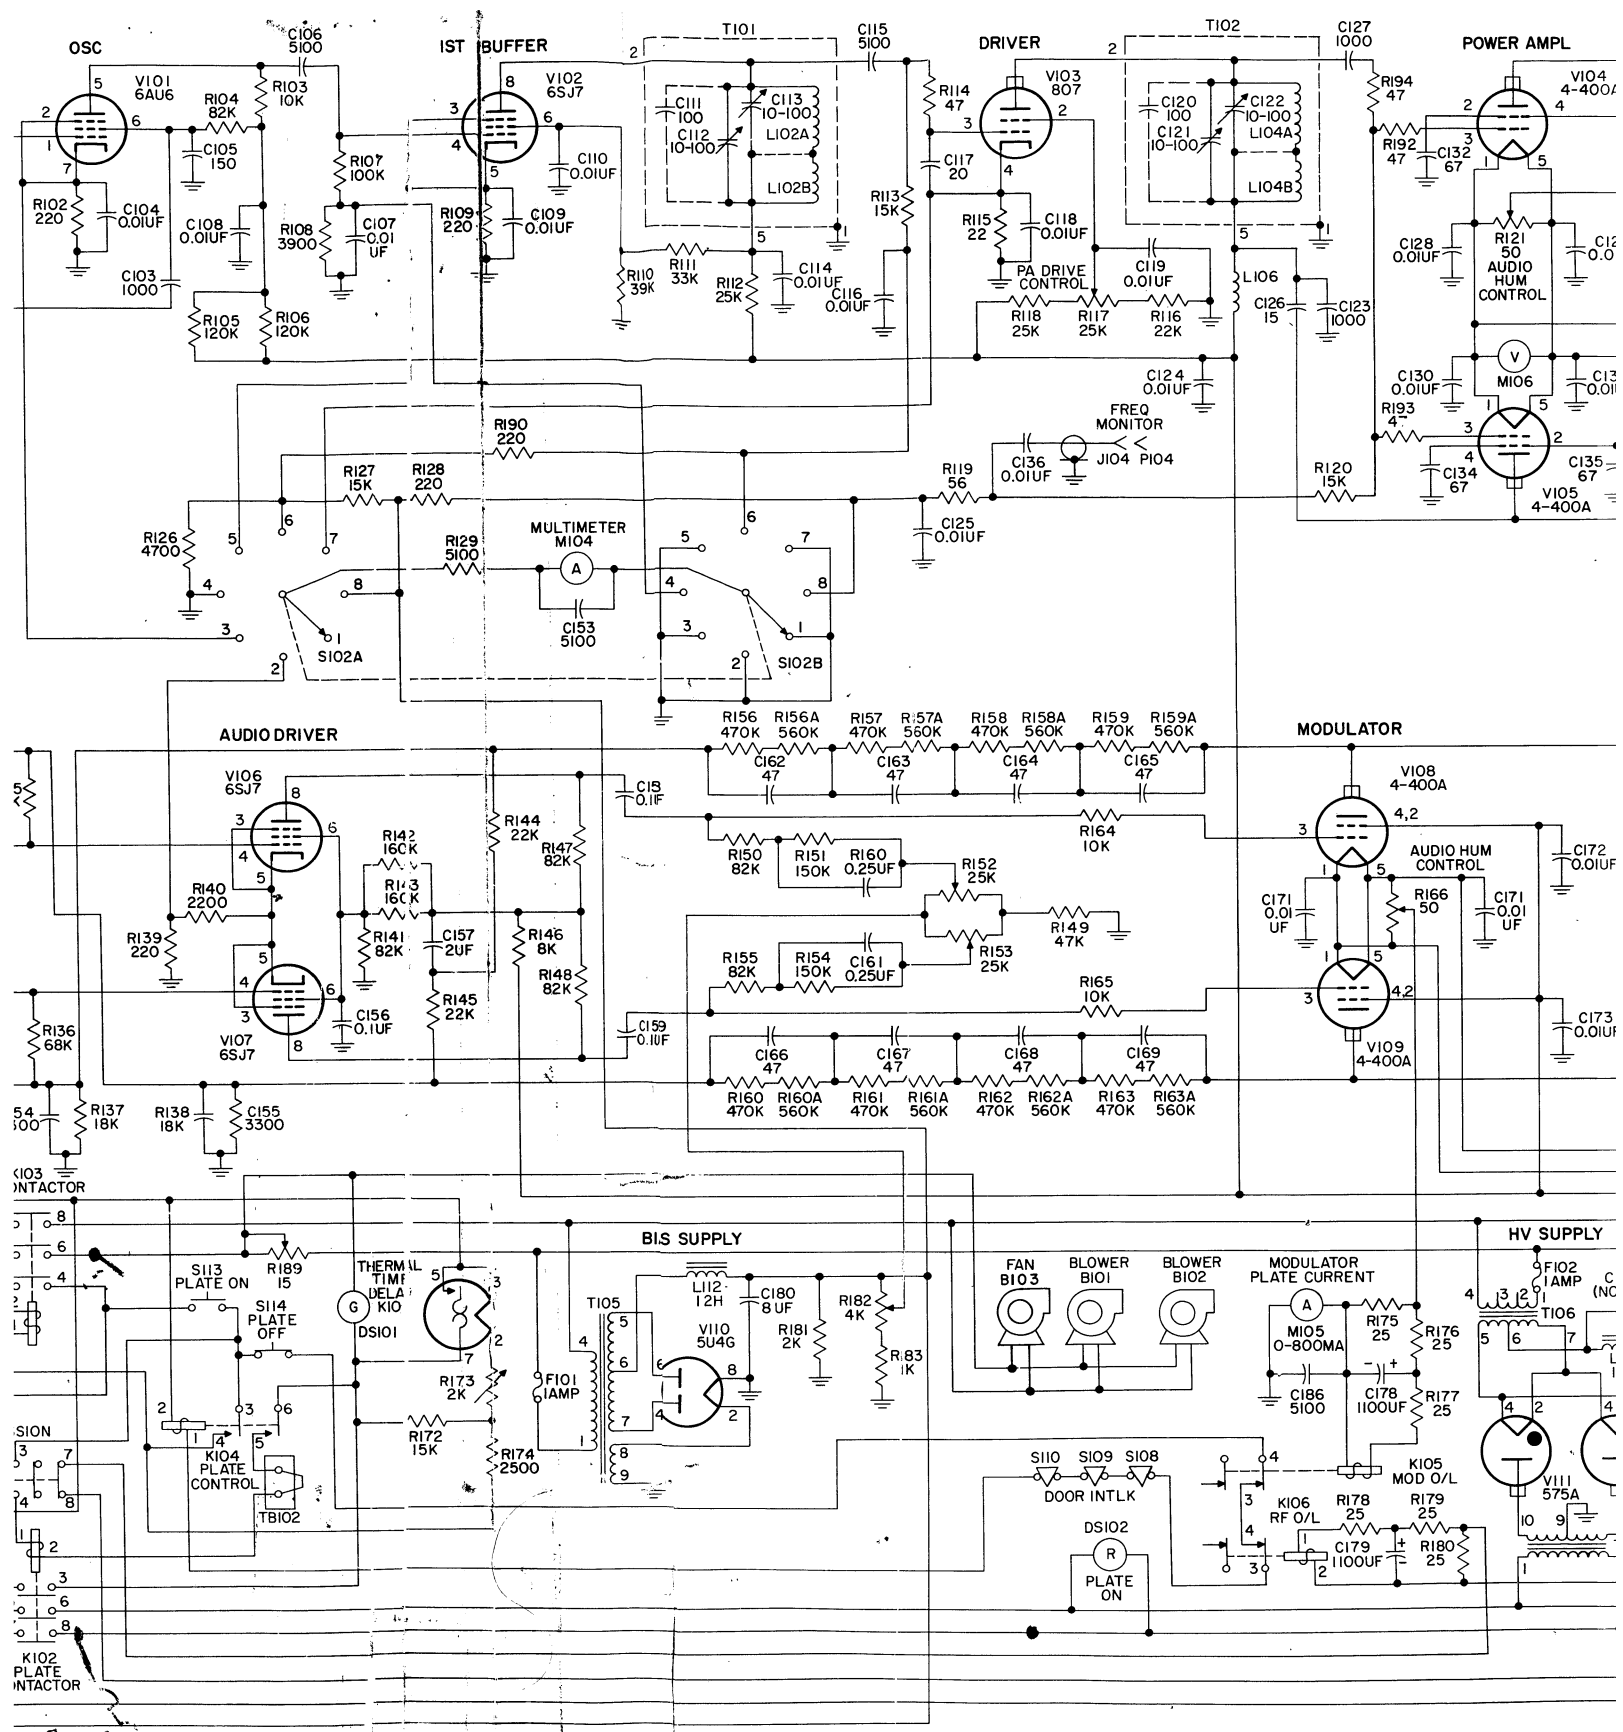 OSC
C106
5100
1ST BUFFER
T101
C115
5100
DRIVER
T102
C127
1000
POWER AMPL
V101
6AU6
R103
10K
R104
82K
C105
150
V102
6SJ7
C111
100
C113
10-100
C112
10-100
L102A
L102B
R114
47
C117
20
V103
807
C120
100
C122
10-100
C121
10-100
L104A
L104B
R194
47
R192
47
C132
67
V104
4-400A
R107
100K
C110
0.01UF
R102
220
C104
0.01UF
C108
0.01UF
R108
3900
C107
0.01
UF
R109
220
C109
0.01UF
R113
15K
R115
22
C118
0.01UF
C103
1000
R110
39K
R111
33K
R112
25K
C114
0.01UF
C116
0.01UF
PA DRIVE
CONTROL
C119
0.01UF
R118
25K
R117
25K
R116
22K
L106
C126
15
C123
1000
C128
0.01UF
R121
50
AUDIO
HUM
CONTROL
R105
120K
R106
120K
C124
0.01UF
C130
0.01UF
V
M106
R193
FREQ
MONITOR
J104 P104
C136
0.01UF
R190
220
R127
15K
R128
220
R119
56
R120
15K
C134
67
C135
67
V105
4-400A
C125
0.01UF
R126
4700
MULTIMETER
M104
R129
5100
A
C153
5100
S102A
S102B
AUDIO DRIVER
R156
470K
R156A
560K
R157
470K
R157A
560K
R158
470K
R158A
560K
R159
470K
R159A
560K
MODULATOR
C162
47
C163
47
C164
47
C165
47
V106
6SJ7
V108
4-400A
R144
22K
R147
82K
R142
160K
R143
160K
R150
82K
R151
150K
R160
0.25UF
R152
25K
R164
10K
AUDIO HUM
CONTROL
C172
0.01UF
R140
2200
R139
220
R141
82K
C157
2UF
R146
8K
R148
82K
R149
47K
C171
0.01
UF
R166
50
C171
0.01
UF
R155
82K
R154
150K
C161
0.25UF
R153
25K
R165
10K
R145
22K
C156
0.1UF
C159
0.1UF
R136
68K
V107
6SJ7
V109
4-400A
C173
0.01UF
C166
47
C167
47
C168
47
C169
47
R160
470K
R160A
560K
R161
470K
R161A
560K
R162
470K
R162A
560K
R163
470K
R163A
560K
R137
18K
R138
18K
C155
3300
K103
BIAS SUPPLY
HV SUPPLY
S113
PLATE ON
R189
15
S114
PLATE
OFF
G
DS101
L112
12H
C180
8UF
T105
V110
5U4G
R181
2K
R182
4K
FAN
B103
BLOWER
B101
BLOWER
B102
MODULATOR
PLATE CURRENT
A
M105
0-800MA
R175
25
R176
25
F102
1AMP
T106
R173
2K
F101
1AMP
C186
5100
C178
1100UF
R177
25
R172
15K
R174
2500
K104
PLATE
CONTROL
TB102
S110 S109 S108
DOOR INTLK
K105
MOD O/L
K106
RF O/L
R178
25
R179
25
V111
575A
DS102
R
PLATE
ON
C179
1100UF
R180
25
K102
PLATE